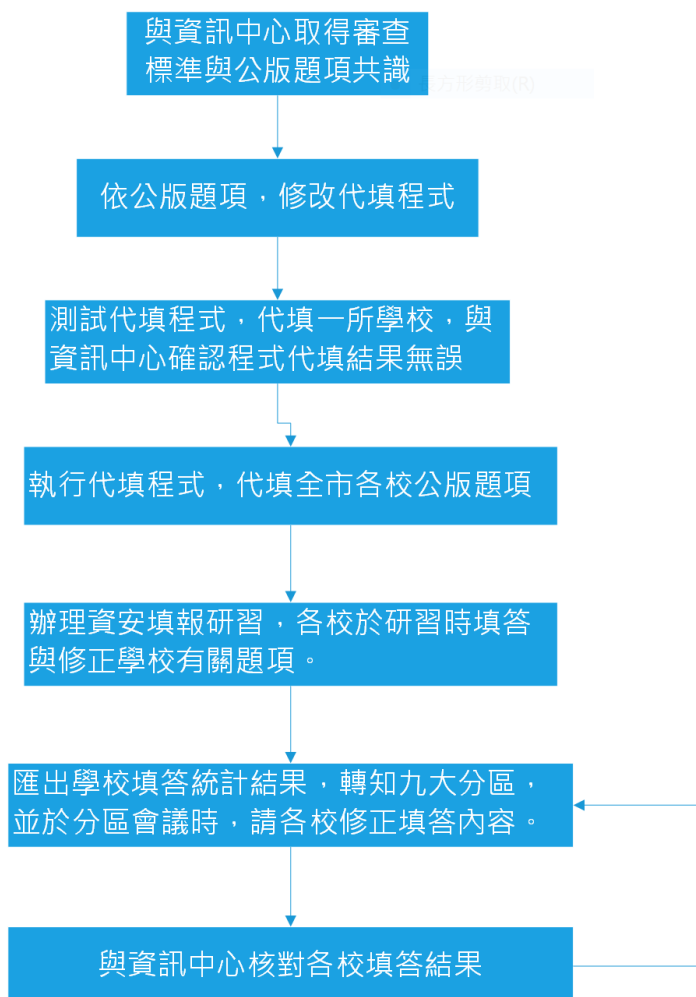 與資訊中心取得審查
標準與公版題項共識
方形剪取(R)
依公版題項，修改代填程式
測試代填程式，代填一所學校，與
資訊中心確認程式代填結果無誤
執行代填程式，代填全市各校公版題項
辦理資安填報研習，各校於研習時填答
與修正學校有關題項。
匯出學校填答統計結果，轉知九大分區，
並於分區會議時，請各校修正填答內容。
與資訊中心核對各校填答結果